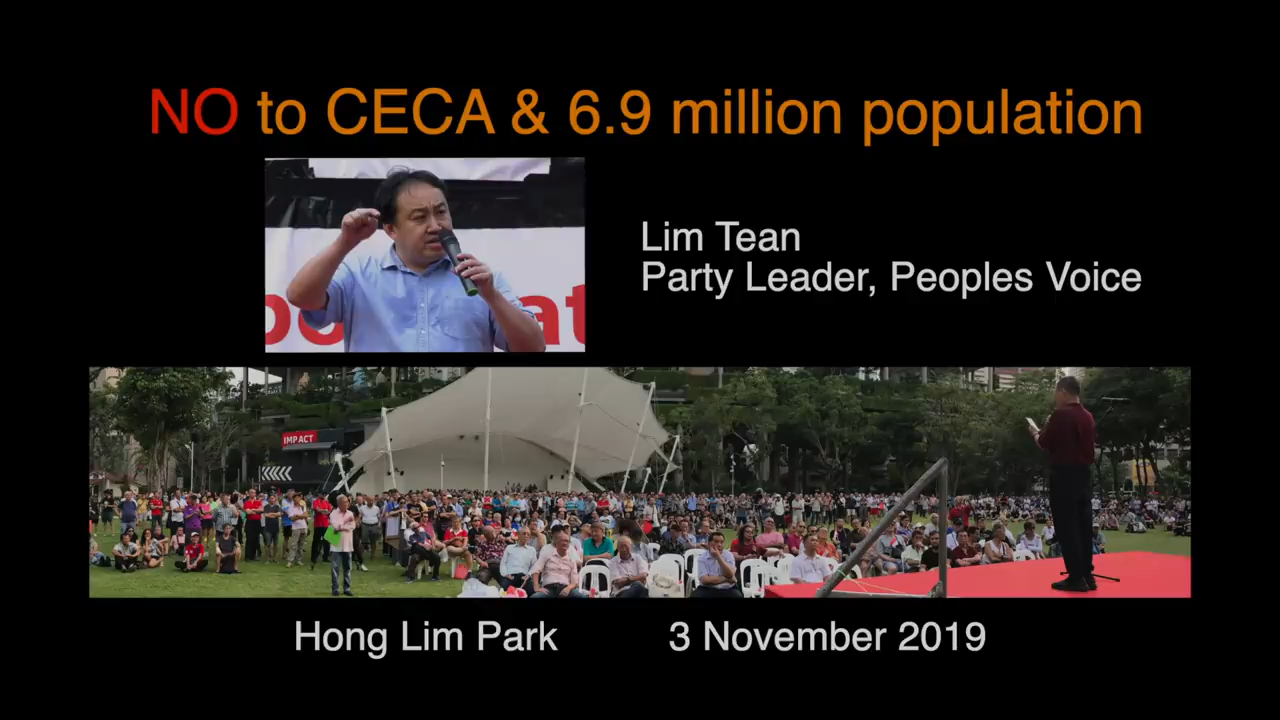 NO to CECA & 6.9 million population
Lim Tean
Party Leader, Peoples Voice
IMPACT
Hong Lim Park
3 November 2019